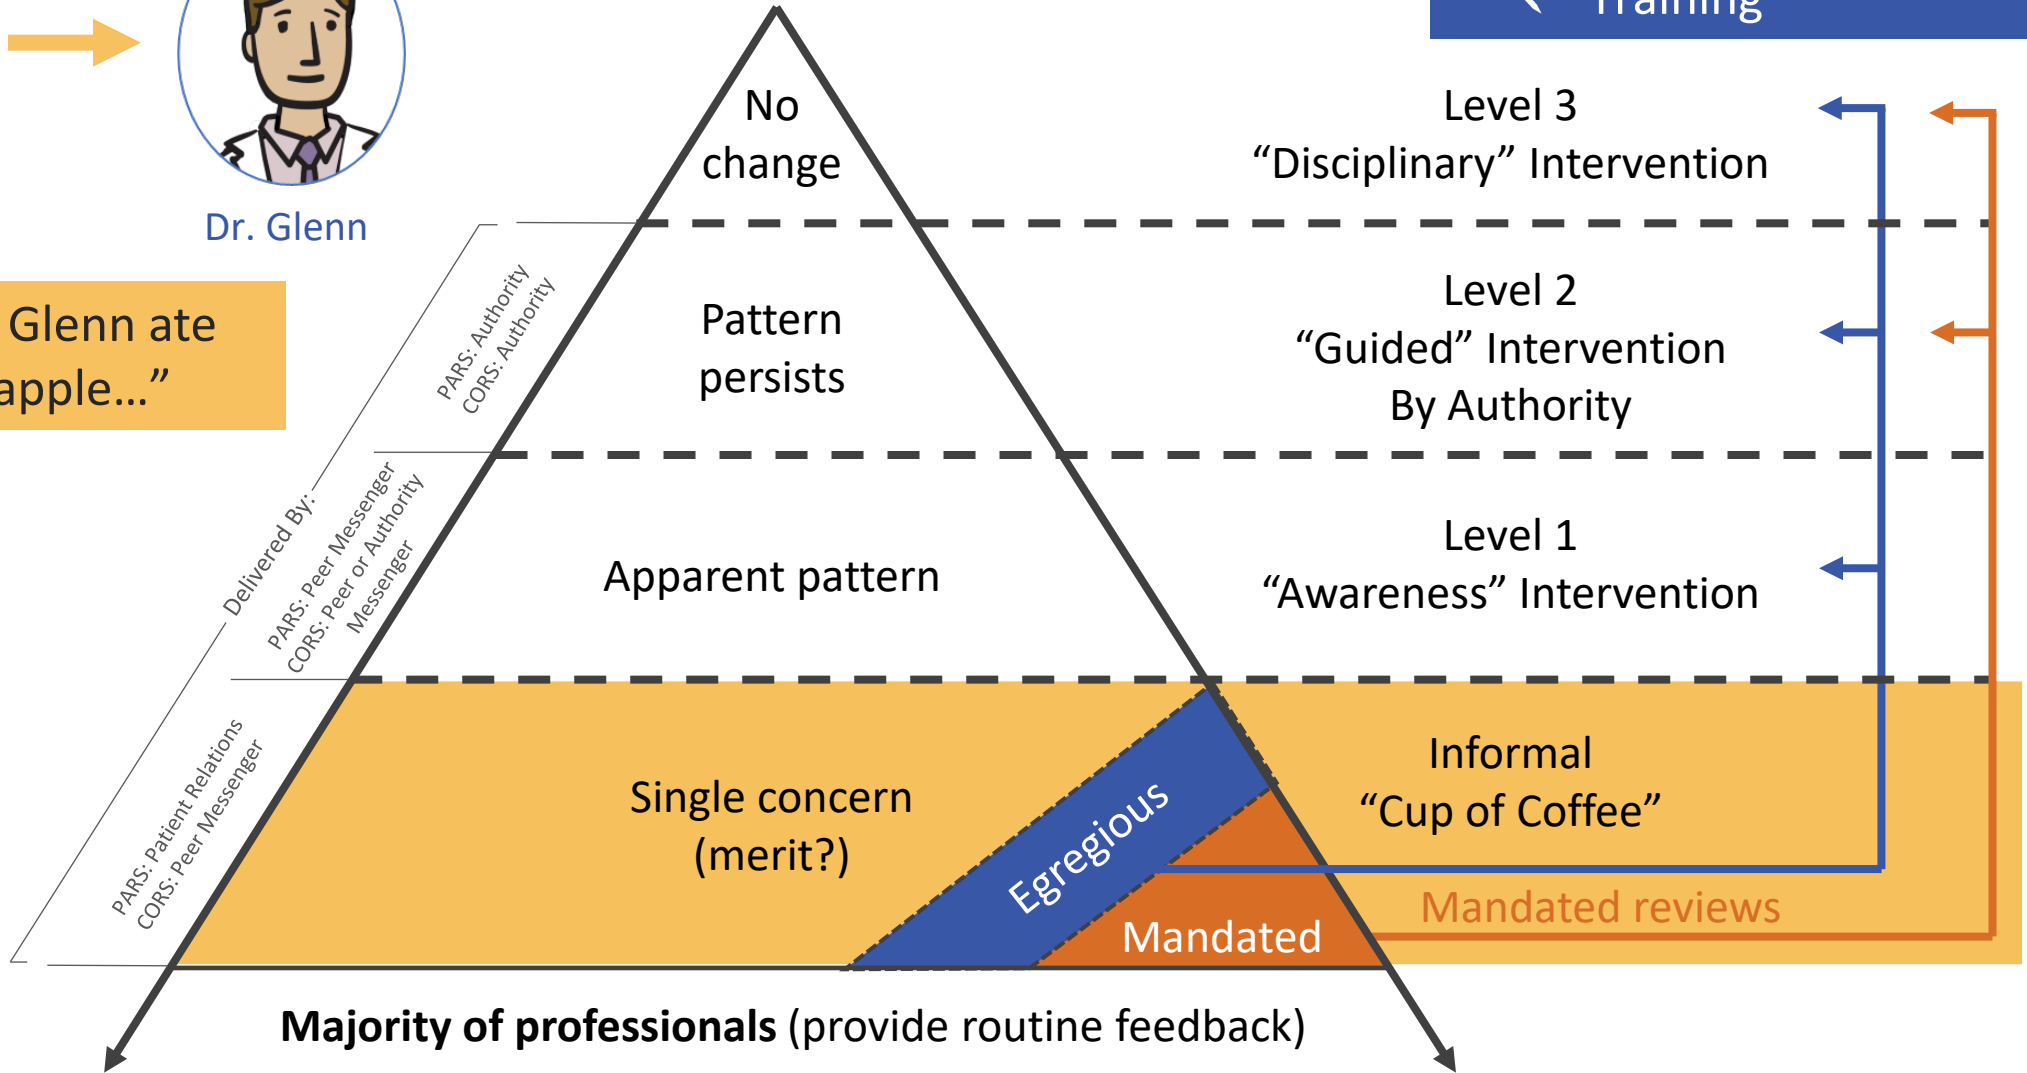 Training
Dr. Glenn
Glenn ate
apple…”
No
change
Level 3
“Disciplinary” Intervention
PARS: Authority
CORS: Authority
Pattern
persists
Level 2
“Guided” Intervention
By Authority
Delivered By:
PARS: Peer Messenger
CORS: Peer or Authority
Messenger
Apparent pattern
Level 1
“Awareness” Intervention
PARS: Patient Relations
CORS: Peer Messenger
Single concern
(merit?)
Egregious
Mandated
Informal
“Cup of Coffee”
Mandated reviews
Majority of professionals (provide routine feedback)